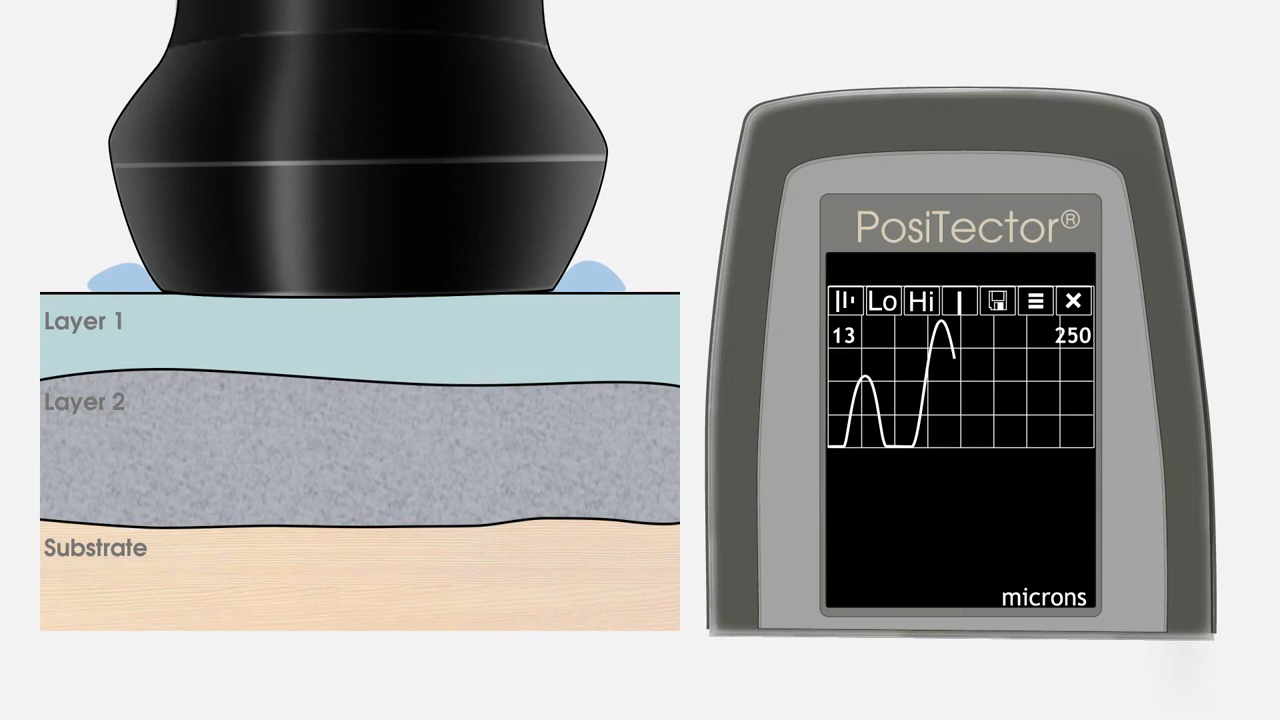 Layer 1
Layer 2
Substrate
PosiTector®
Lo Hi
13 250
microns